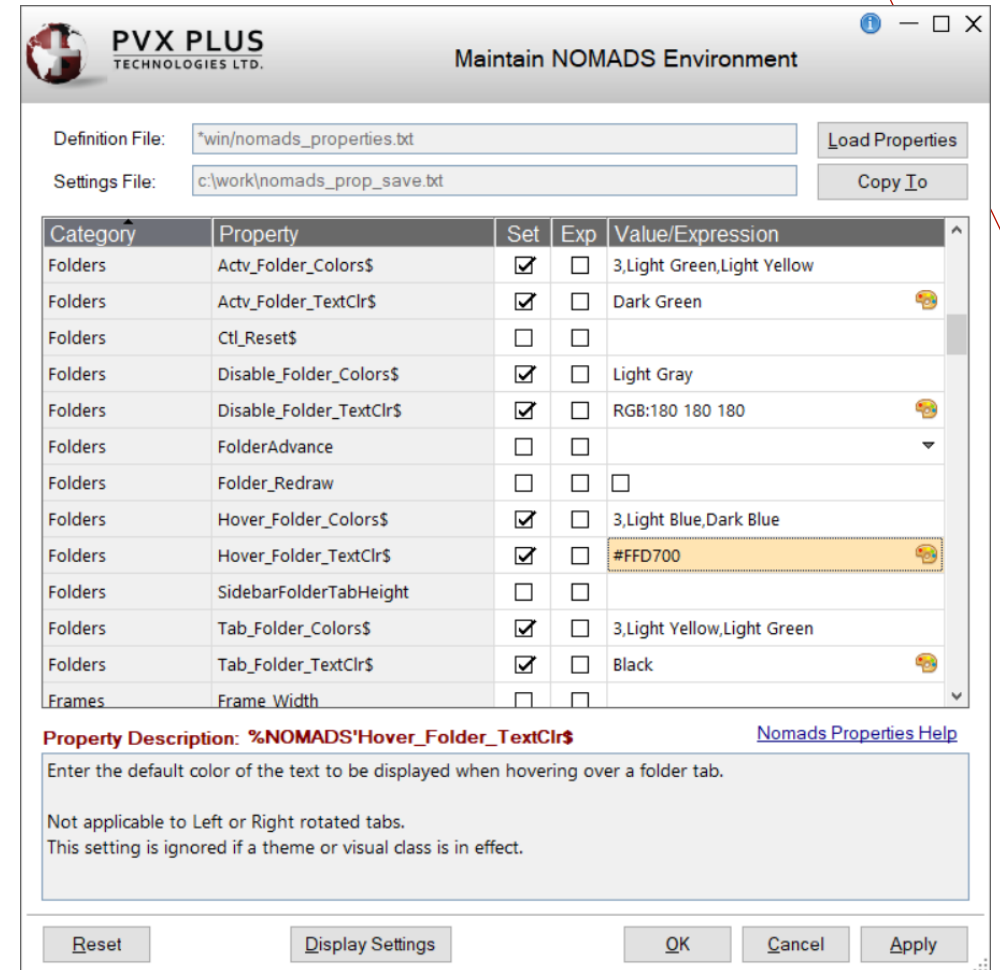 PVX PLUS
TECHNOLOGIES LTD.
Maintain NOMADS Environment
Definition File: *win/nomads_properties.txt Load Properties
Settings File: c:\work\nomads_prop_save.txt Copy To
Category Property Set Exp Value/Expression
Folders Actv_Folder_Colors$ 3,Light Green,Light Yellow
Folders Actv_Folder_TextClr$ Dark Green
Folders Ctl_Reset$
Folders Disable_Folder_Colors$ Light Gray
Folders Disable_Folder_TextClr$ RGB:180 180 180
Folders FolderAdvance
Folders Folder_Redraw
Folders Hover_Folder_Colors$ 3,Light Blue,Dark Blue
Folders Hover_Folder_TextClr$ #FFD700
Folders SidebarFolderTabHeight
Folders Tab_Folder_Colors$ 3,Light Yellow,Light Green
Folders Tab_Folder_TextClr$ Black
Frames Frame_Width
Property Description: %NOMADS'Hover_Folder_TextClr$ Nomads Properties Help
Enter the default color of the text to be displayed when hovering over a folder tab.
Not applicable to Left or Right rotated tabs.
This setting is ignored if a theme or visual class is in effect.
Reset Display Settings OK Cancel Apply